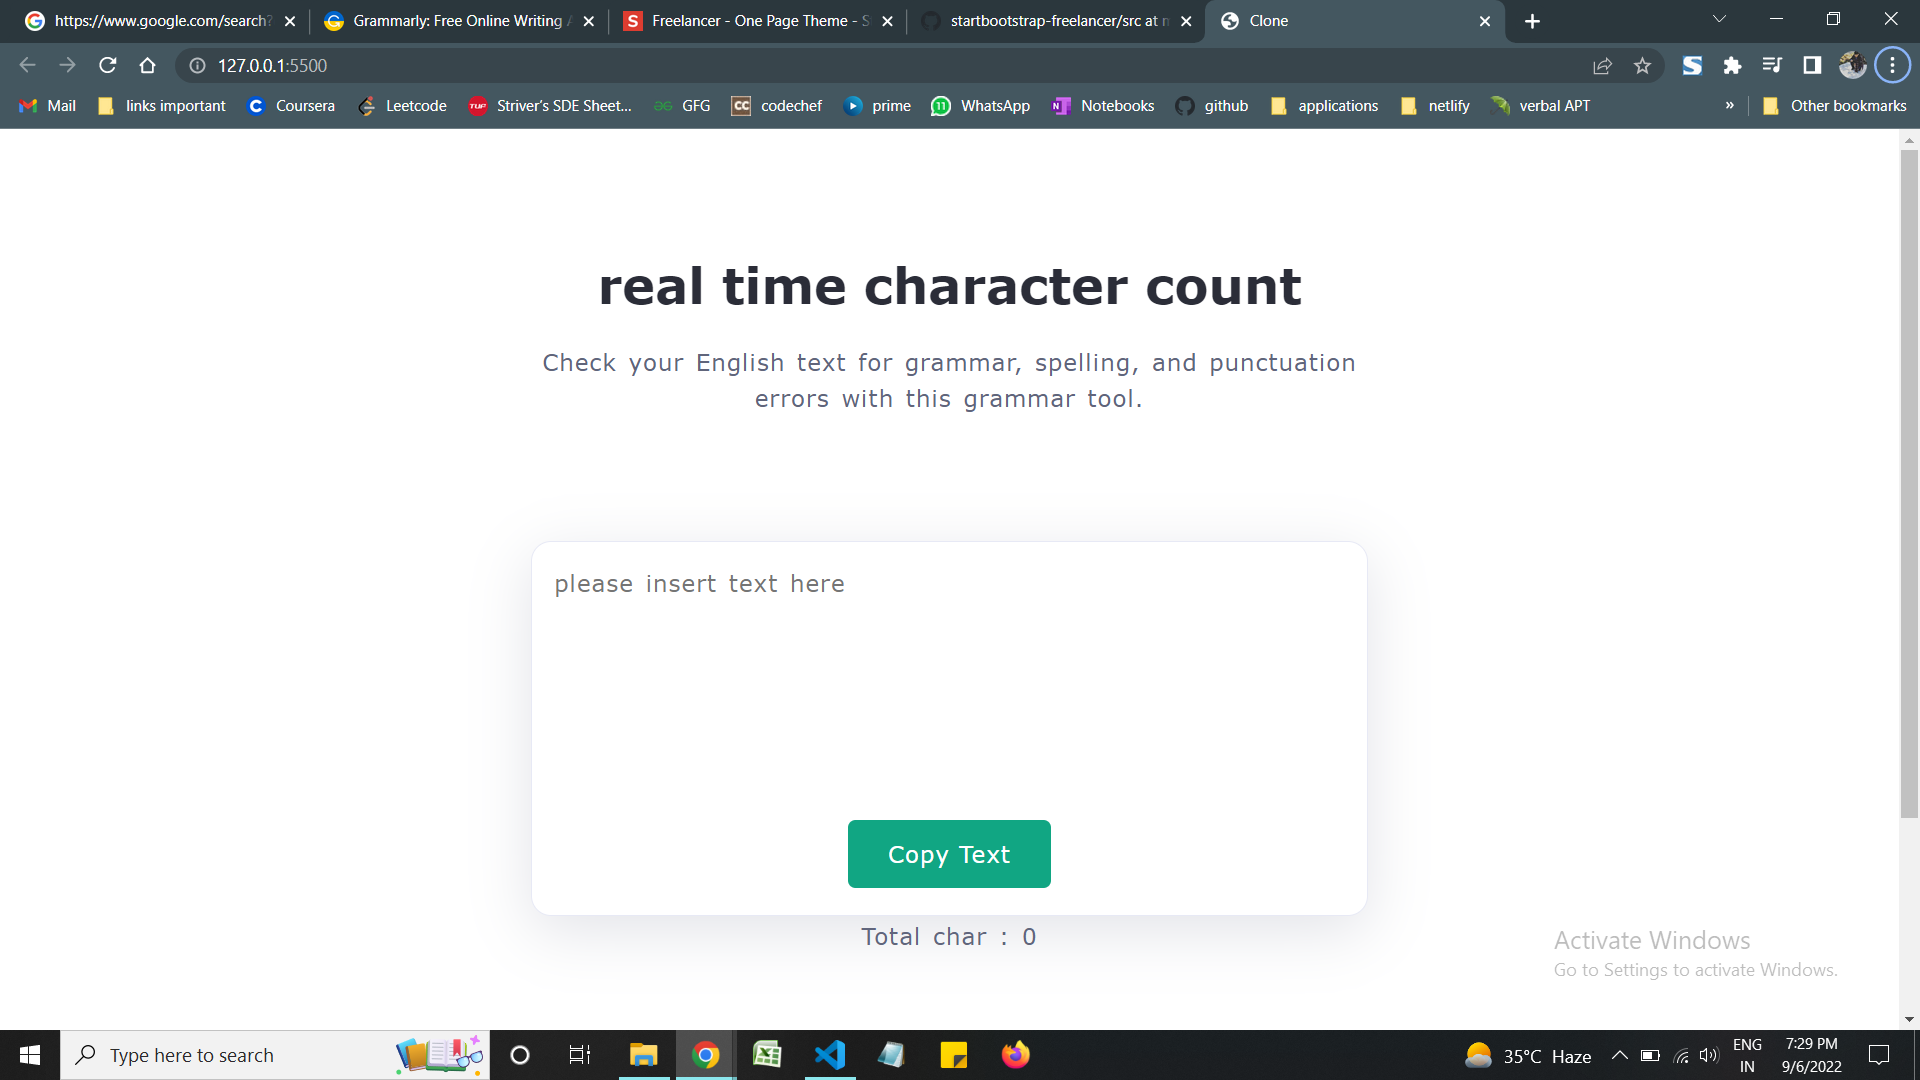 https://www.google.com/search?
Grammarly: Free Online Writing A
Freelancer - One Page Theme - S
startbootstrap-freelancer/src at m
Clone
127.0.0.1:5500
Mail
links important
Coursera
Leetcode
Striver's SDE Sheet...
GFG
codechef
prime
WhatsApp
Notebooks
github
applications
netlify
verbal APT
»
Other bookmarks
real time character count
Check your English text for grammar, spelling, and punctuation
errors with this grammar tool.
please insert text here
Copy Text
Total char : 0
Activate Windows
Go to Settings to activate Windows.
Type here to search
35°C Haze
ENG
IN
7:29 PM
9/6/2022